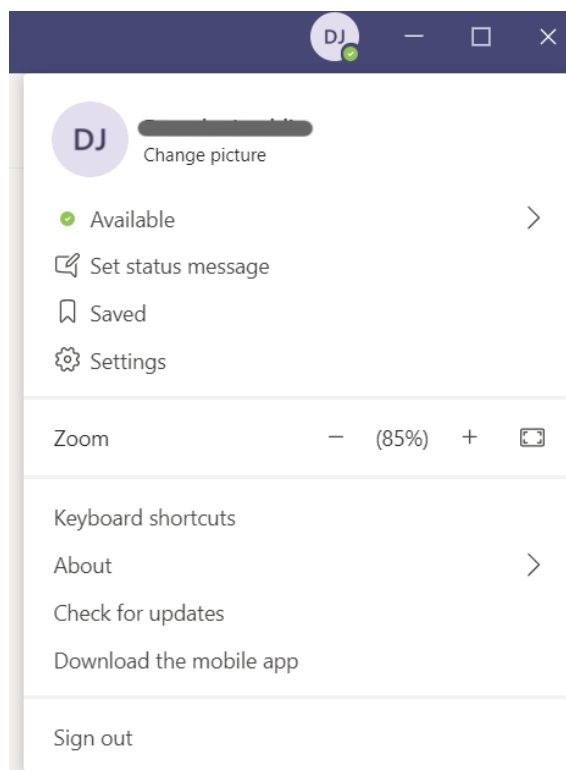 DJ
DJ
Change picture
Available
Set status message
Saved
Settings
Zoom − (85%) +
Keyboard shortcuts
About
Check for updates
Download the mobile app
Sign out